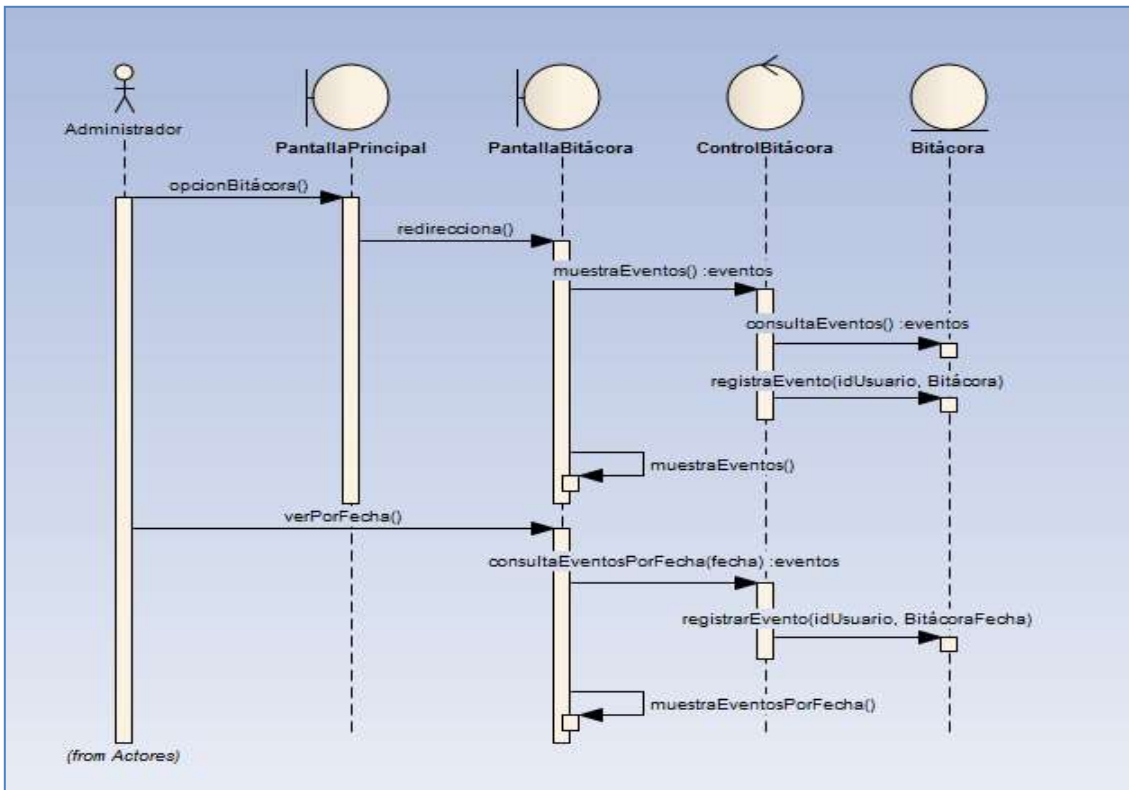 Administrador
PantallaPrincipal
PantallaBitácora
ControlBitácora
Bitácora
opcionBitácora()
redirecciona()
muestraEventos() :eventos
consultaEventos() :eventos
registraEvento(idUsuario, Bitácora)
muestraEventos()
verPorFecha()
consultaEventosPorFecha(fecha) :eventos
registrarEvento(idUsuario, BitácoraFecha)
muestraEventosPorFecha()
(from Actores)